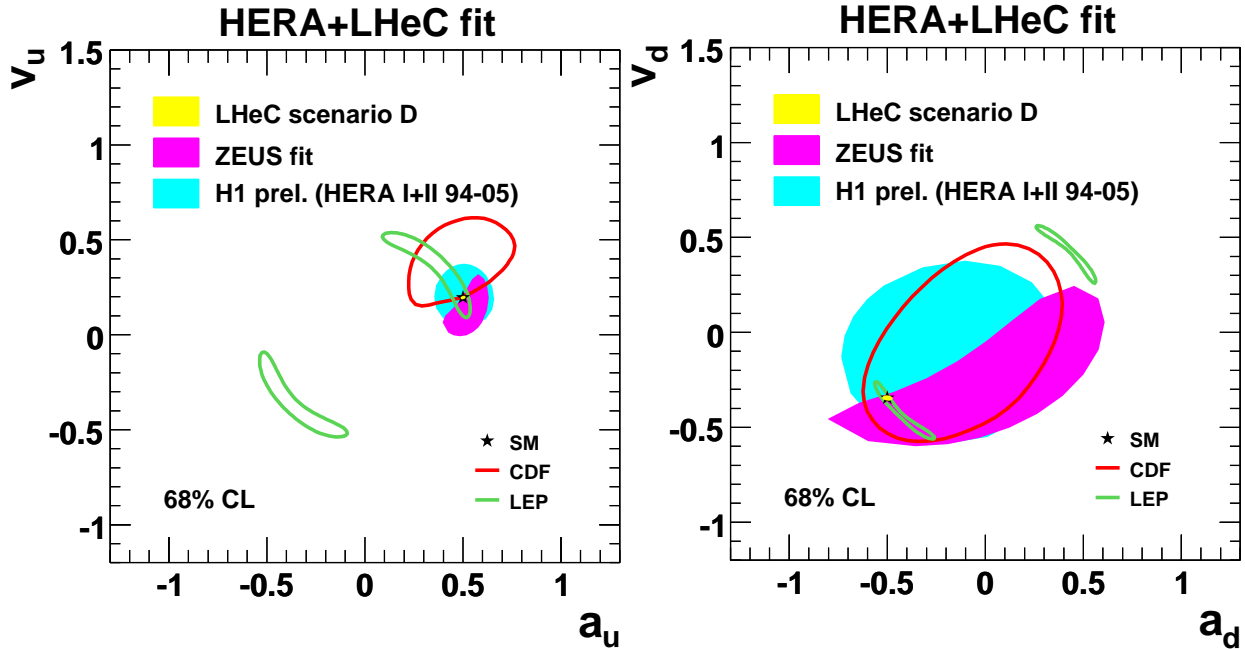 HERA+LHeC fit
v_u
1.5
LHeC scenario D
ZEUS fit
1
H1 prel. (HERA I+II 94-05)
0.5
0
-0.5
SM
CDF
68% CL
LEP
-1
-1 -0.5 0 0.5 1
a_u
HERA+LHeC fit
v_d
1.5
LHeC scenario D
ZEUS fit
1
H1 prel. (HERA I+II 94-05)
0.5
0
-0.5
SM
CDF
68% CL
LEP
-1
-1 -0.5 0 0.5 1
a_d